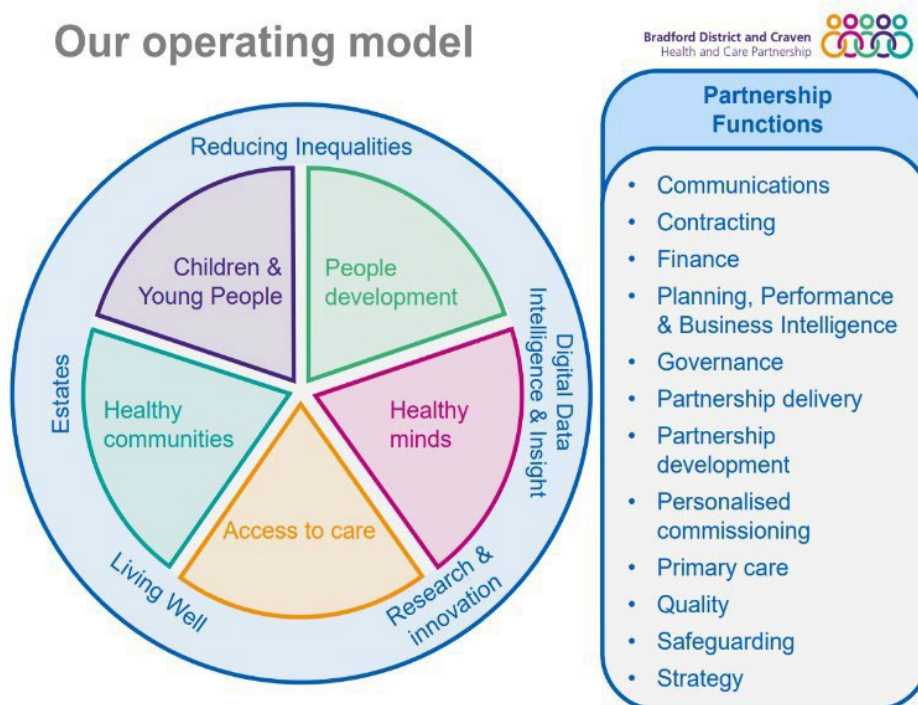 Our operating model
Bradford District and Craven
Health and Care Partnership
Reducing Inequalities
Children &
Young People
People
development
Digital Data
Intelligence & Insight
Estates
Healthy
communities
Healthy
minds
Access to care
Living Well
Research &
innovation
Partnership
Functions
• Communications
• Contracting
• Finance
• Planning, Performance
& Business Intelligence
• Governance
• Partnership delivery
• Partnership
development
• Personalised
commissioning
• Primary care
• Quality
• Safeguarding
• Strategy